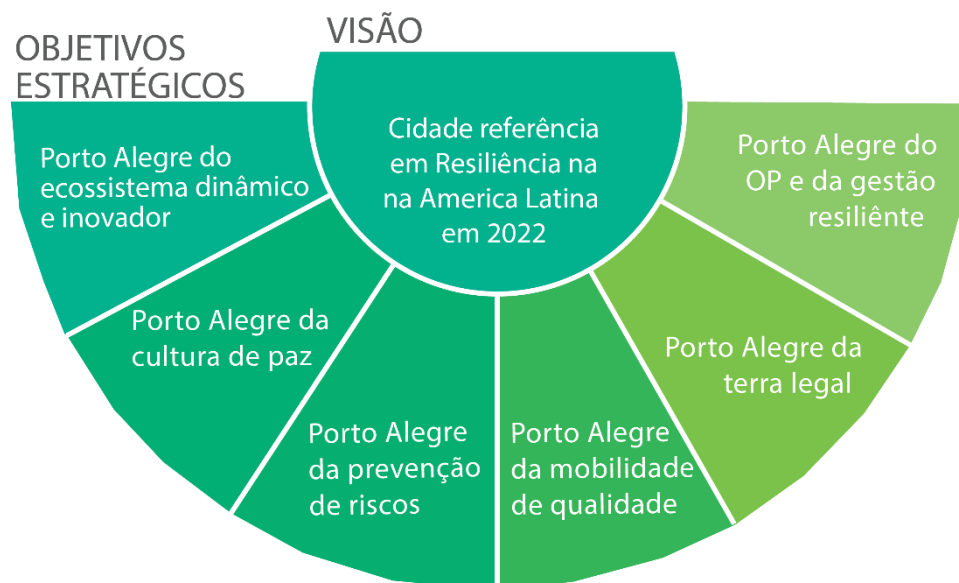 OBJETIVOS
ESTRATÉGICOS
VISÃO
Cidade referência
em Resiliência na
na America Latina
em 2022
Porto Alegre do
ecossistema dinâmico
e inovador
Porto Alegre da
cultura de paz
Porto Alegre
da prevenção
de riscos
Porto Alegre
da mobilidade
de qualidade
Porto Alegre da
terra legal
Porto Alegre do
OP e da gestão
resiliênte